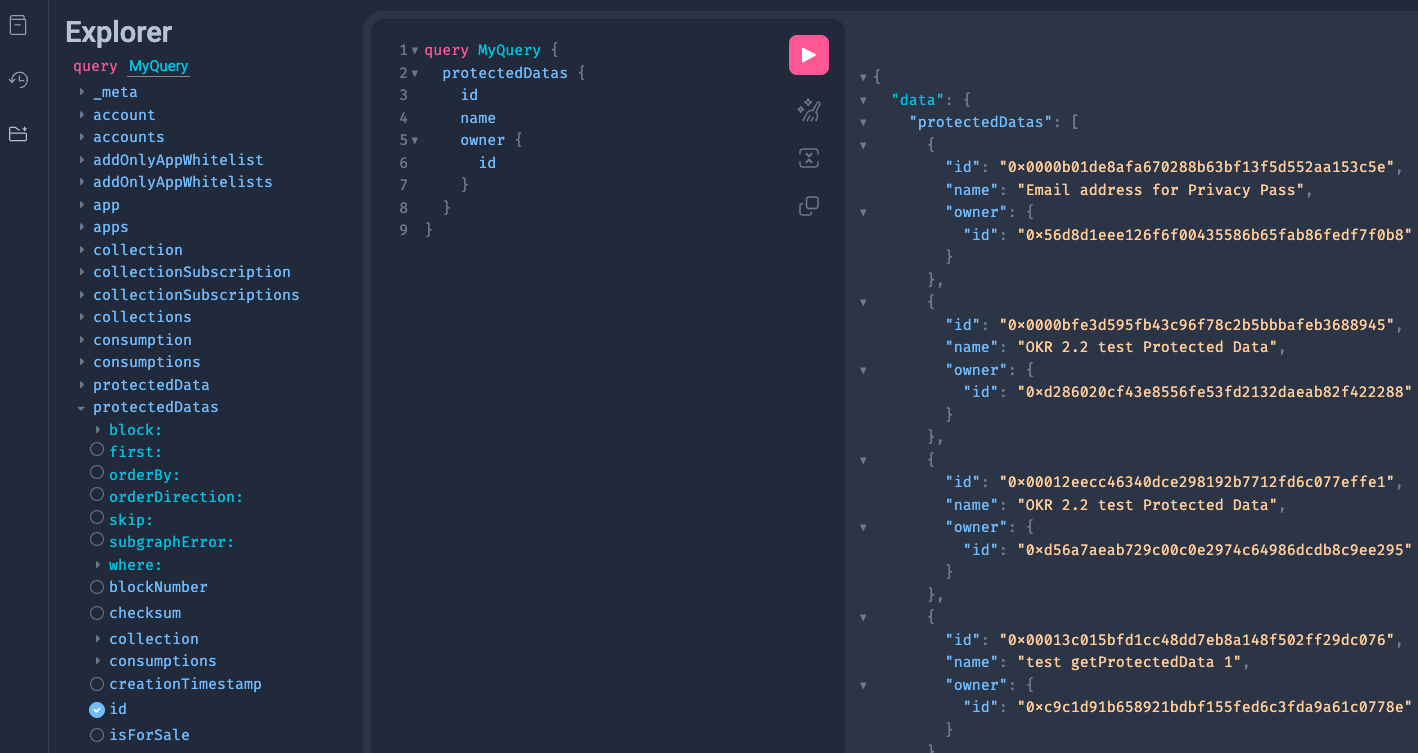 Explorer
query MyQuery
_meta
account
accounts
addOnlyAppWhitelist
addOnlyAppWhitelists
app
apps
collection
collectionSubscription
collectionSubscriptions
collections
consumption
consumptions
protectedData
protectedDatas
block:
first:
orderBy:
orderDirection:
skip:
subgraphError:
where:
blockNumber
checksum
collection
consumptions
creationTimestamp
id
isForSale
1 query MyQuery {
2 protectedDatas {
3 id
4 name
5 owner {
6 id
7 }
8 }
9 }
{
"data": {
"protectedDatas": [
{
"id": "0x0000b01de8afa670288b63bf13f5d552aa153c5e",
"name": "Email address for Privacy Pass",
"owner": {
"id": "0x56d8d1eee126f6f00435586b65fab86fedf7f0b8"
}
},
{
"id": "0x0000bfe3d595fb43c96f78c2b5bbbafeb3688945",
"name": "OKR 2.2 test Protected Data",
"owner": {
"id": "0xd286020cf43e8556fe53fd2132daeab82f422288"
}
},
{
"id": "0x00012eecc46340dce298192b7712fd6c077effe1",
"name": "OKR 2.2 test Protected Data",
"owner": {
"id": "0xd56a7aeab729c00c0e2974c64986dcdb8c9ee295"
}
},
{
"id": "0x00013c015bfd1cc48dd7eb8a148f502ff29dc076",
"name": "test getProtectedData 1",
"owner": {
"id": "0xc9c1d91b658921bdbf155fed6c3fda9a61c0778e"
}
}